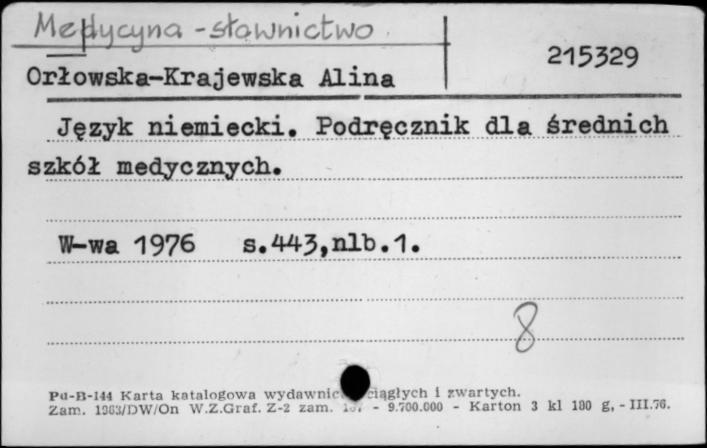 Medycyna - słownictwo
215329
Orłowska-Krajewska Alina
Język niemiecki. Podręcznik dla średnich
szkół medycznych.
W-wa 1976 s.443,nlb.1.
8
Pu-B-144 Karta katalogowa ciągłych i zwartych.
Zam. 1363/DW/On W.Z.Graf. Z-2 zam. - 9.700.000 - Karton 3 kl 180 g, - III.76.